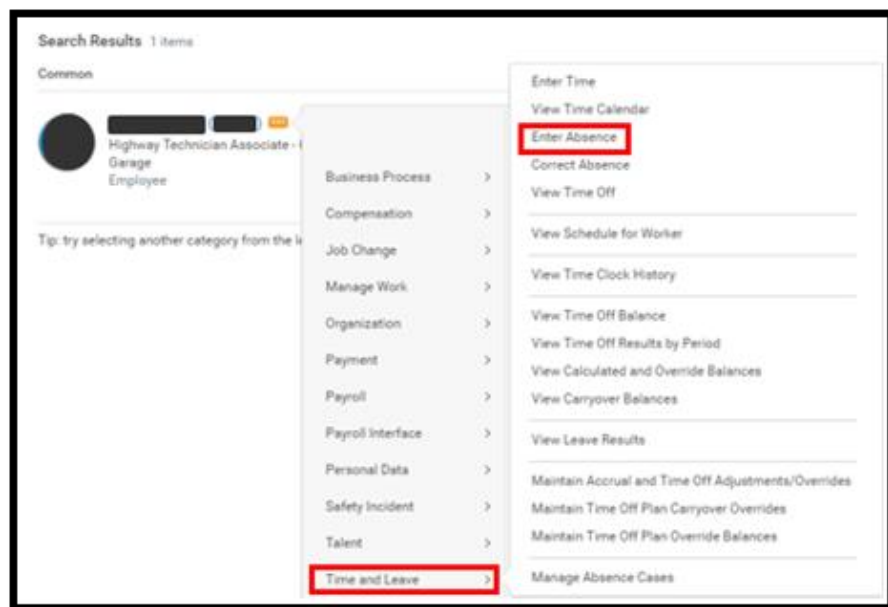 Search Results 1 items
Common
Highway Technician Associate -
Garage
Employee
Tip: try selecting another category from the
Business Process
Compensation
Job Change
Manage Work
Organization
Payment
Payroll
Payroll Interface
Personal Data
Safety Incident
Talent
Time and Leave
Enter Time
View Time Calendar
Enter Absence
Correct Absence
View Time Off
View Schedule for Worker
View Time Clock History
View Time Off Balance
View Time Off Results by Period
View Calculated and Override Balances
View Carryover Balances
View Leave Results
Maintain Accrual and Time Off Adjustments/Overrides
Maintain Time Off Plan Carryover Overrides
Maintain Time Off Plan Override Balances
Manage Absence Cases